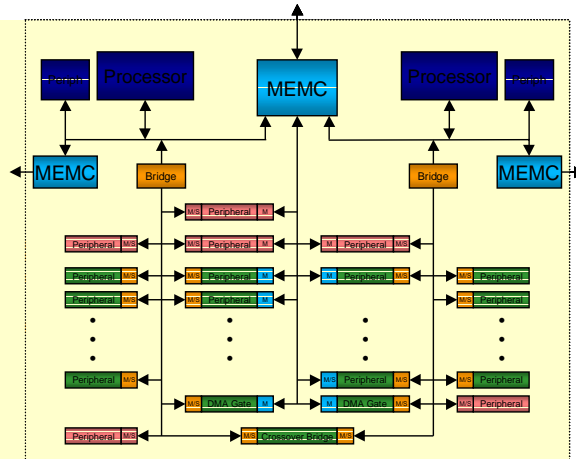 MEMC
Processor
Processor
MEMC
Bridge
Bridge
MEMC
M/S Peripheral M
Peripheral M/S
M/S Peripheral M
M Peripheral M/S
Peripheral M/S
M/S Peripheral M
M Peripheral M/S
M/S Peripheral
Peripheral M/S
M/S Peripheral M
M/S Peripheral
Peripheral M/S
M/S Peripheral M/S
M/S Peripheral
M/S DMA Gate M
M DMA Gate M/S
M/S Peripheral
Peripheral M/S
M/S Crossover Bridge M/S